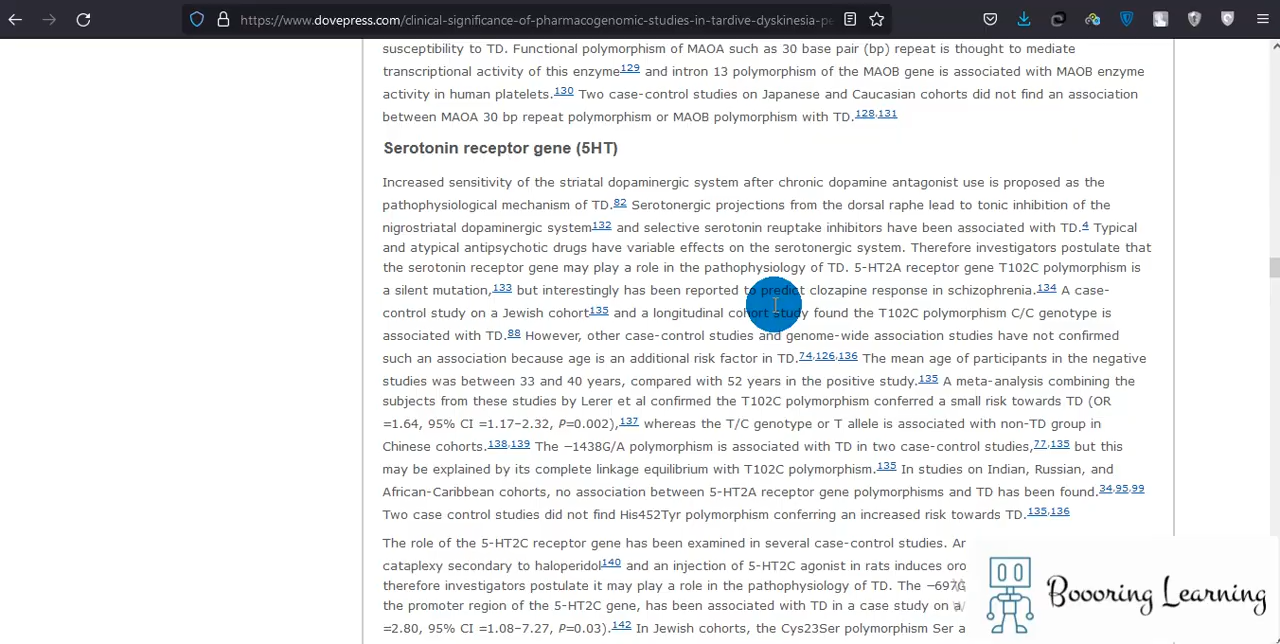 https://www.dovepress.com/clinical-significance-of-pharmacogenomic-studies-in-tardive-dyskinesia-pe
susceptibility to TD. Functional polymorphism of MAOA such as 30 base pair (bp) repeat is thought to mediate
transcriptional activity of this enzyme129 and intron 13 polymorphism of the MAOB gene is associated with MAOB enzyme
activity in human platelets.130 Two case-control studies on Japanese and Caucasian cohorts did not find an association
between MAOA 30 bp repeat polymorphism or MAOB polymorphism with TD.128,131
Serotonin receptor gene (5HT)
Increased sensitivity of the striatal dopaminergic system after chronic dopamine antagonist use is proposed as the
pathophysiological mechanism of TD.82 Serotonergic projections from the dorsal raphe lead to tonic inhibition of the
nigrostriatal dopaminergic system132 and selective serotonin reuptake inhibitors have been associated with TD.4 Typical
and atypical antipsychotic drugs have variable effects on the serotonergic system. Therefore investigators postulate that
the serotonin receptor gene may play a role in the pathophysiology of TD. 5-HT2A receptor gene T102C polymorphism is
a silent mutation,133 but interestingly has been reported to predict clozapine response in schizophrenia.134 A case-
control study on a Jewish cohort135 and a longitudinal cohort study found the T102C polymorphism C/C genotype is
associated with TD.88 However, other case-control studies and genome-wide association studies have not confirmed
such an association because age is an additional risk factor in TD.74,126,136 The mean age of participants in the negative
studies was between 33 and 40 years, compared with 52 years in the positive study.135 A meta-analysis combining the
subjects from these studies by Lerer et al confirmed the T102C polymorphism conferred a small risk towards TD (OR
=1.64, 95% CI =1.17–2.32, P=0.002),137 whereas the T/C genotype or T allele is associated with non-TD group in
Chinese cohorts.138,139 The −1438G/A polymorphism is associated with TD in two case-control studies,77,135 but this
may be explained by its complete linkage equilibrium with T102C polymorphism.135 In studies on Indian, Russian, and
African-Caribbean cohorts, no association between 5-HT2A receptor gene polymorphisms and TD has been found.34,95,99
Two case control studies did not find His452Tyr polymorphism conferring an increased risk towards TD.135,136
The role of the 5-HT2C receptor gene has been examined in several case-control studies. Ar
cataplexy secondary to haloperidol140 and an injection of 5-HT2C agonist in rats induces oro
therefore investigators postulate it may play a role in the pathophysiology of TD. The −697G
the promoter region of the 5-HT2C gene, has been associated with TD in a case study on a
=2.80, 95% CI =1.08–7.27, P=0.03).142 In Jewish cohorts, the Cys23Ser polymorphism Ser a
Boooring Learning